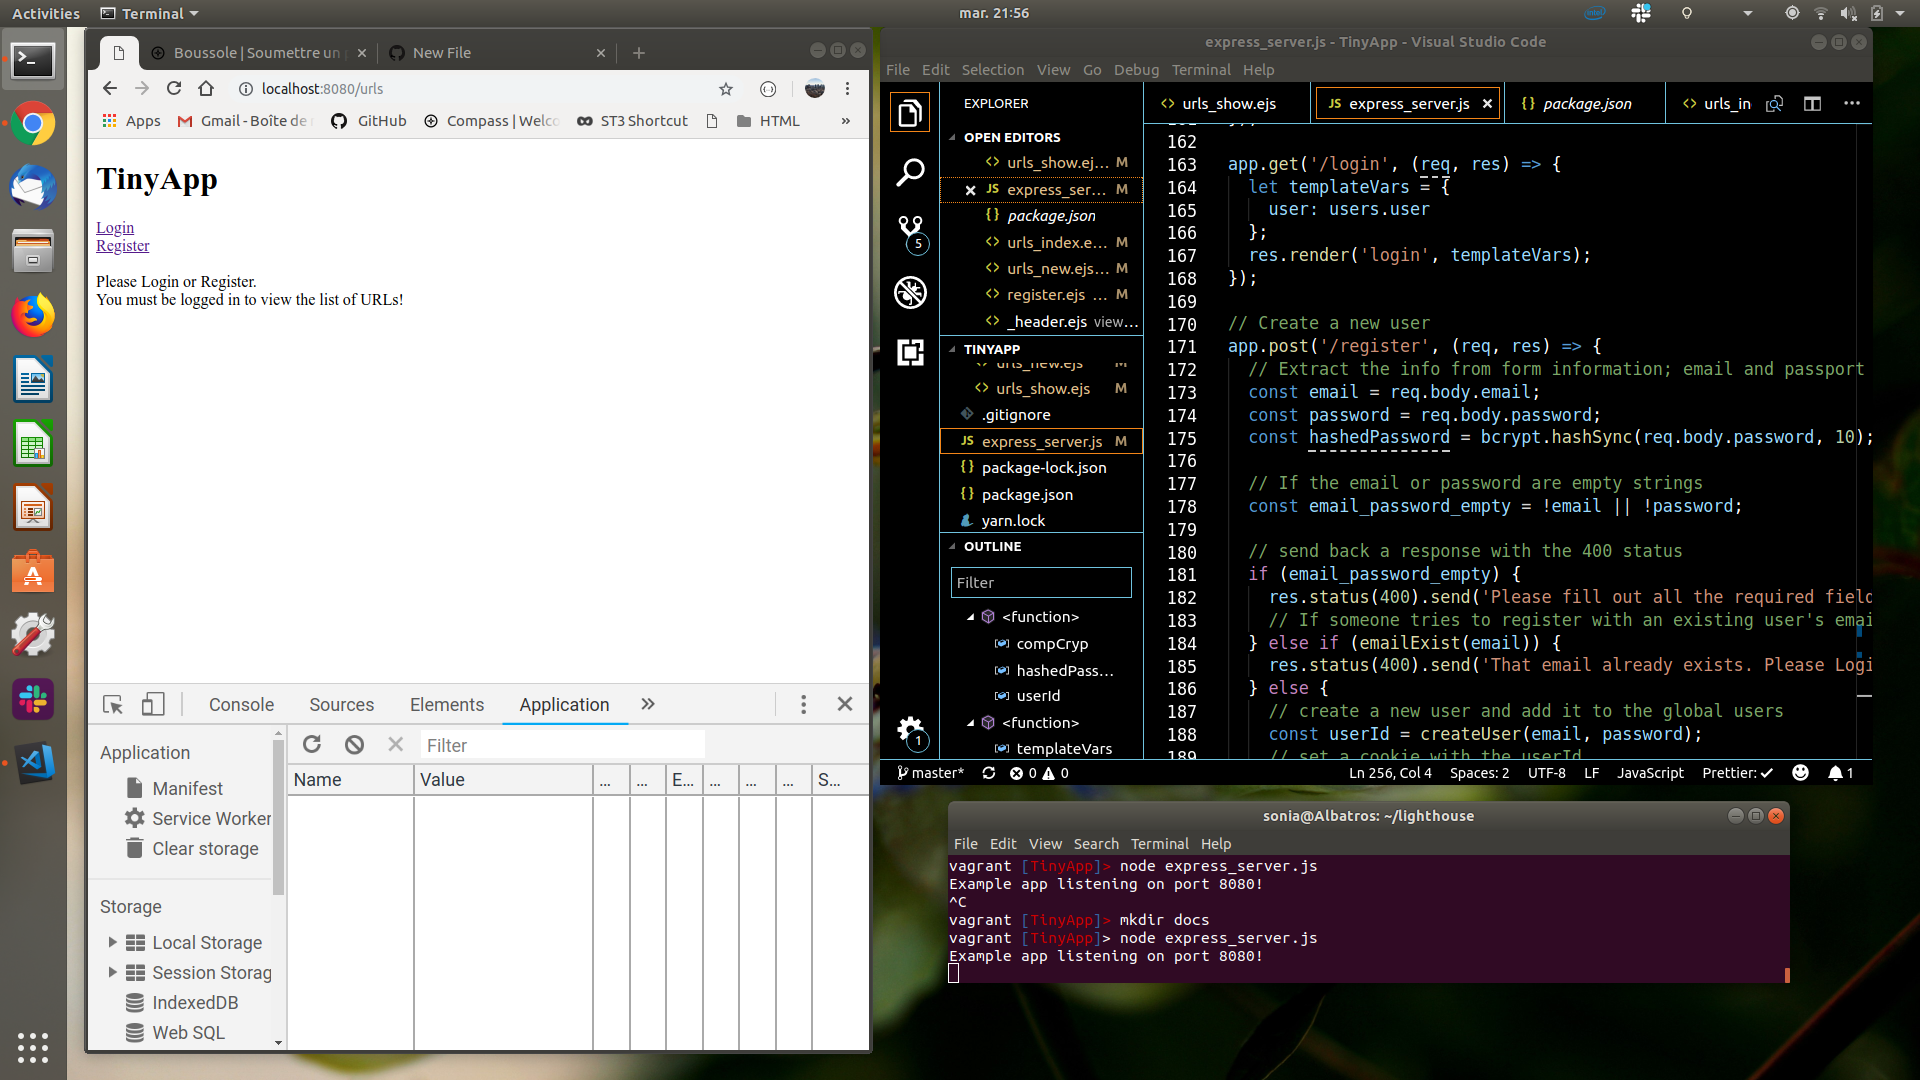 Activities
Terminal
mar. 21:56
Boussole | Soumettre un
New File
localhost:8080/urls
Apps
Gmail - Boîte de
GitHub
Compass | Welco
ST3 Shortcut
HTML
»
TinyApp
Login
Register
Please Login or Register.
You must be logged in to view the list of URLs!
Console
Sources
Elements
Application
»
Application
Manifest
Service Worker
Clear storage
Storage
Local Storage
Session Storag
IndexedDB
Web SQL
Filter
Name
Value
...
...
E...
...
...
...
S...
express_server.js - TinyApp - Visual Studio Code
File Edit Selection View Go Debug Terminal Help
EXPLORER
OPEN EDITORS
<> urls_show.ej... M
JS express_ser... M
{} package.json
<> urls_index.e... M
<> urls_new.ejs... M
<> register.ejs ... M
<> _header.ejs view...
TINYAPP
<> urls_new.ejs M
<> urls_show.ejs M
.gitignore
JS express_server.js M
{} package-lock.json
{} package.json
yarn.lock
OUTLINE
Filter
<function>
compCryp
hashedPass...
userId
<function>
templateVars
5
1
<> urls_show.ejs
JS express_server.js
{} package.json
<> urls_in
162
163 app.get('/login', (req, res) => {
164 let templateVars = {
165 user: users.user
166 };
167 res.render('login', templateVars);
168 });
169
170 // Create a new user
171 app.post('/register', (req, res) => {
172 // Extract the info from form information; email and passport
173 const email = req.body.email;
174 const password = req.body.password;
175 const hashedPassword = bcrypt.hashSync(req.body.password, 10);
176
177 // If the email or password are empty strings
178 const email_password_empty = !email || !password;
179
180 // send back a response with the 400 status
181 if (email_password_empty) {
182 res.status(400).send('Please fill out all the required field
183 // If someone tries to register with an existing user's emai
184 } else if (emailExist(email)) {
185 res.status(400).send('That email already exists. Please Logi
186 } else {
187 // create a new user and add it to the global users
188 const userId = createUser(email, password);
189 // set a cookie with the userId
master*
0
0
Ln 256, Col 4
Spaces: 2
UTF-8
LF
JavaScript
Prettier: ✓
1
sonia@Albatros: ~/lighthouse
File Edit View Search Terminal Help
vagrant [TinyApp]> node express_server.js
Example app listening on port 8080!
^C
vagrant [TinyApp]> mkdir docs
vagrant [TinyApp]> node express_server.js
Example app listening on port 8080!